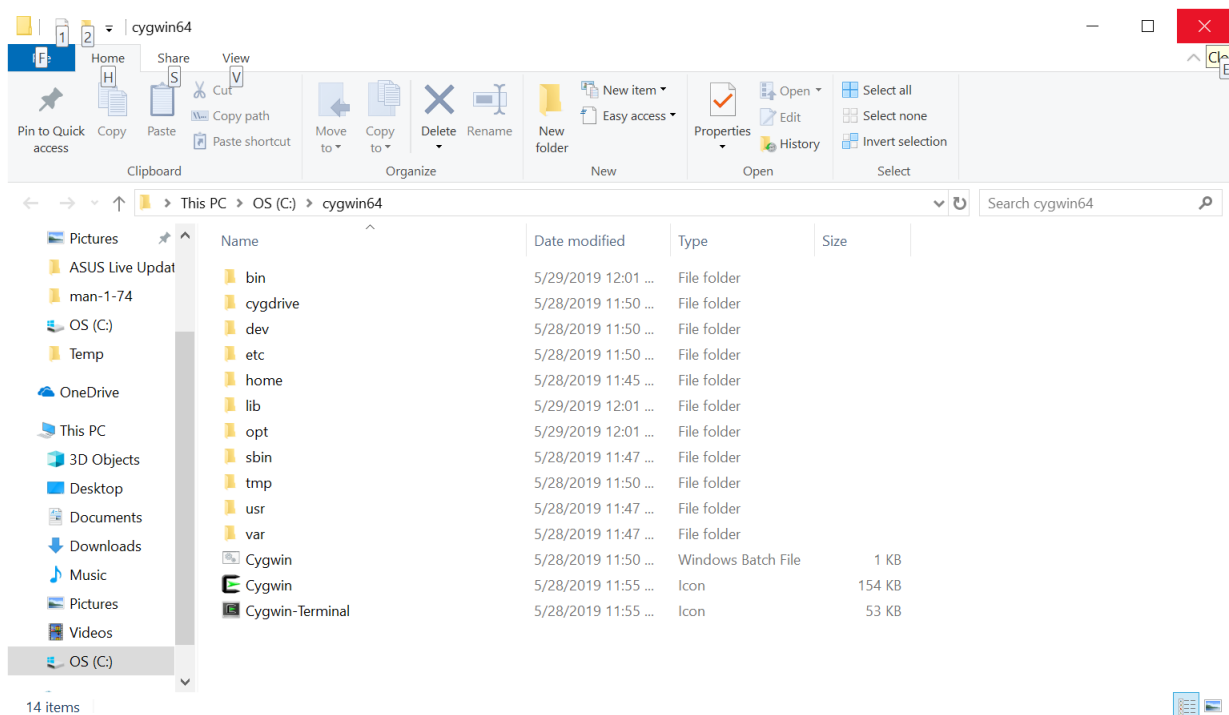 1 2 cygwin64
F Home Share View Clo
H S V E
Pin to Quick access
Copy
Paste
Cut
Copy path
Paste shortcut
Clipboard
Move to
Copy to
Delete
Rename
Organize
New folder
New item
Easy access
New
Properties
Open
Edit
History
Open
Select all
Select none
Invert selection
Select
This PC > OS (C:) > cygwin64
Search cygwin64
Pictures
ASUS Live Updat
man-1-74
OS (C:)
Temp
OneDrive
This PC
3D Objects
Desktop
Documents
Downloads
Music
Pictures
Videos
OS (C:)
Name Date modified Type Size
bin 5/29/2019 12:01 ... File folder
cygdrive 5/28/2019 11:50 ... File folder
dev 5/28/2019 11:50 ... File folder
etc 5/28/2019 11:50 ... File folder
home 5/28/2019 11:45 ... File folder
lib 5/29/2019 12:01 ... File folder
opt 5/29/2019 12:01 ... File folder
sbin 5/28/2019 11:47 ... File folder
tmp 5/28/2019 11:50 ... File folder
usr 5/28/2019 11:47 ... File folder
var 5/28/2019 11:47 ... File folder
Cygwin 5/28/2019 11:50 ... Windows Batch File 1 KB
Cygwin 5/28/2019 11:55 ... Icon 154 KB
Cygwin-Terminal 5/28/2019 11:55 ... Icon 53 KB
14 items